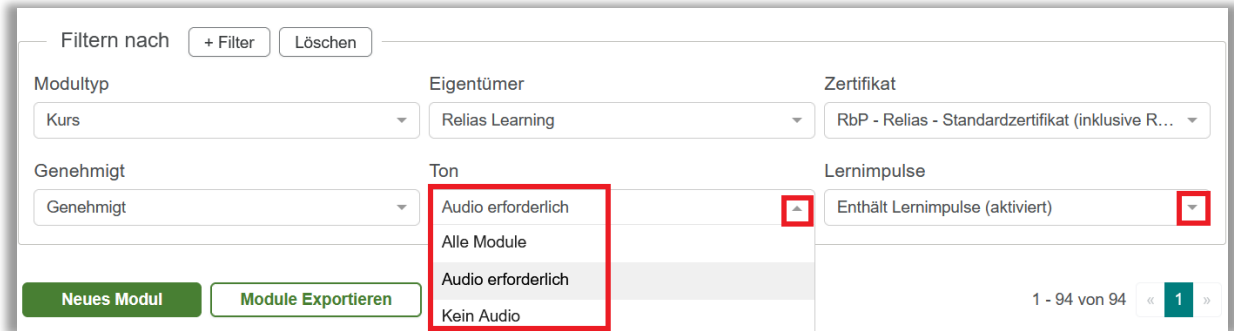 Filtern nach + Filter Löschen
Modultyp Eigentümer Zertifikat
Kurs Relias Learning RbP - Relias - Standardzertifikat (inklusive R…
Genehmigt Ton Lernimpulse
Genehmigt Audio erforderlich Enthält Lernimpulse (aktiviert)
Alle Module
Audio erforderlich
Neues Modul Module Exportieren 1 - 94 von 94 « 1 »
Kein Audio